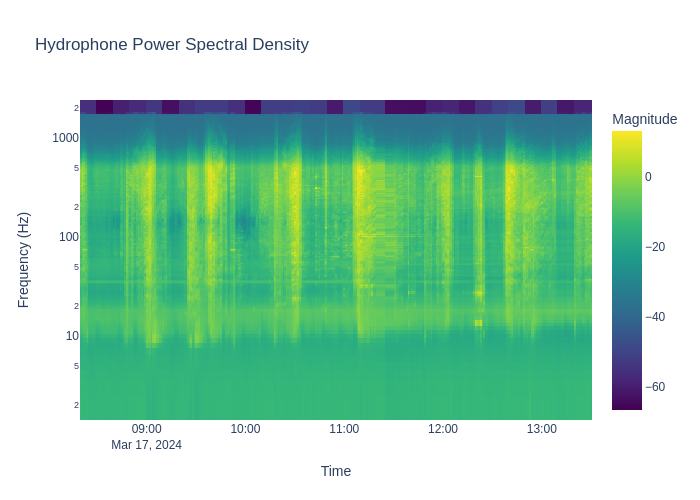 Hydrophone Power Spectral Density
Magnitude
2
1000
5
2
100
5
2
10
5
2
Frequency (Hz)
0
−20
−40
−60
09:00 10:00 11:00 12:00 13:00
Mar 17, 2024
Time